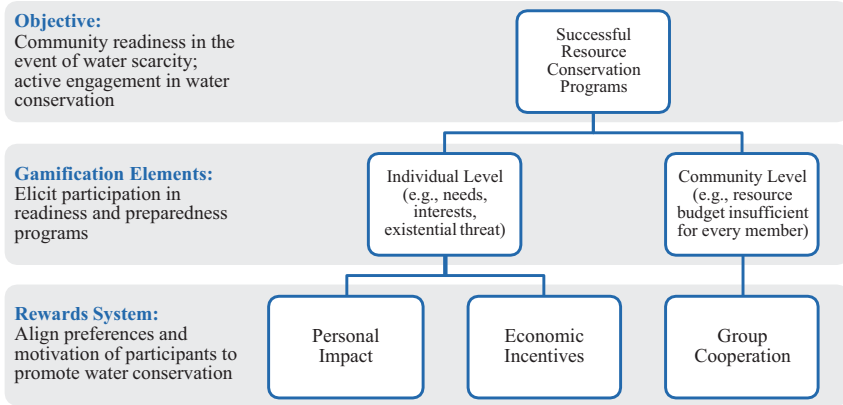 Objective:
Community readiness in the
event of water scarcity;
active engagement in water
conservation
Successful
Resource
Conservation
Programs
Gamification Elements:
Elicit participation in
readiness and preparedness
programs
Individual Level
(e.g., needs,
interests,
existential threat)
Community Level
(e.g., resource
budget insufficient
for every member)
Rewards System:
Align preferences and
motivation of participants to
promote water conservation
Personal
Impact
Economic
Incentives
Group
Cooperation